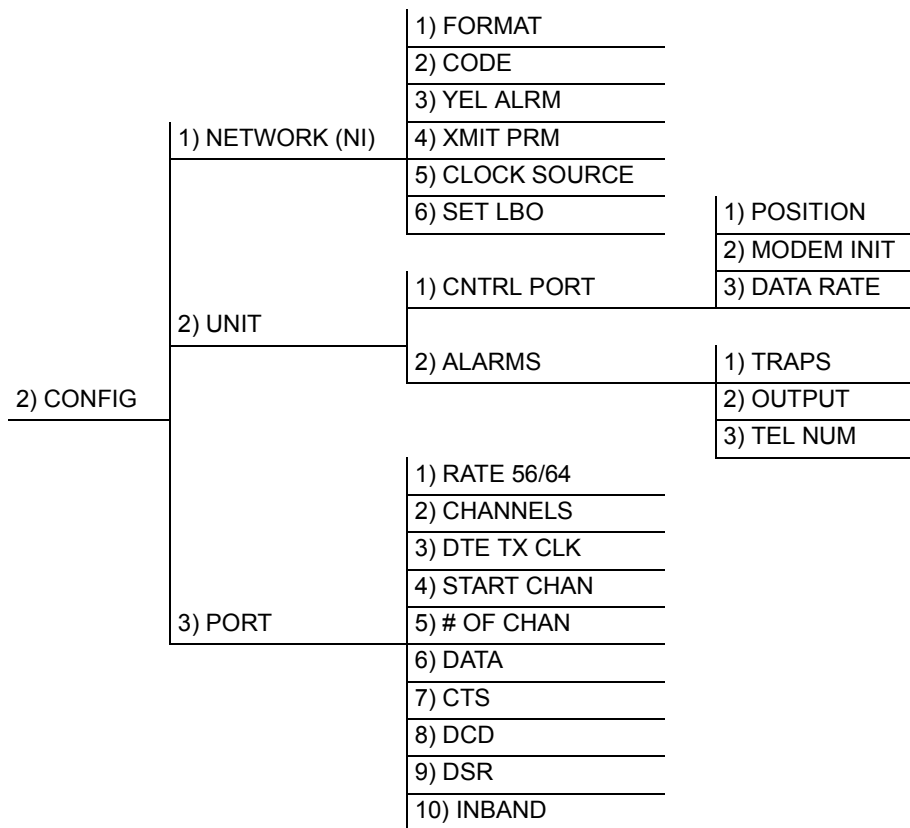 2) CONFIG
1) NETWORK (NI)
1) FORMAT
2) CODE
3) YEL ALRM
4) XMIT PRM
5) CLOCK SOURCE
6) SET LBO
2) UNIT
1) CNTRL PORT
1) POSITION
2) MODEM INIT
3) DATA RATE
2) ALARMS
1) TRAPS
2) OUTPUT
3) TEL NUM
3) PORT
1) RATE 56/64
2) CHANNELS
3) DTE TX CLK
4) START CHAN
5) # OF CHAN
6) DATA
7) CTS
8) DCD
9) DSR
10) INBAND